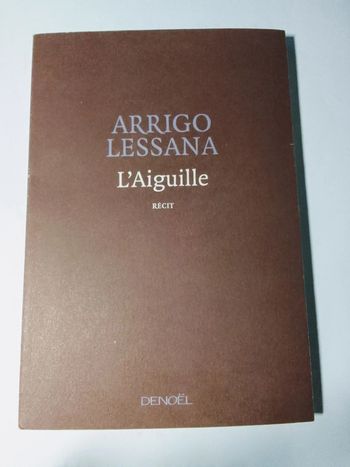 ARRIGO
LESSANA
L'Aiguille
RÉCIT
DENOËL